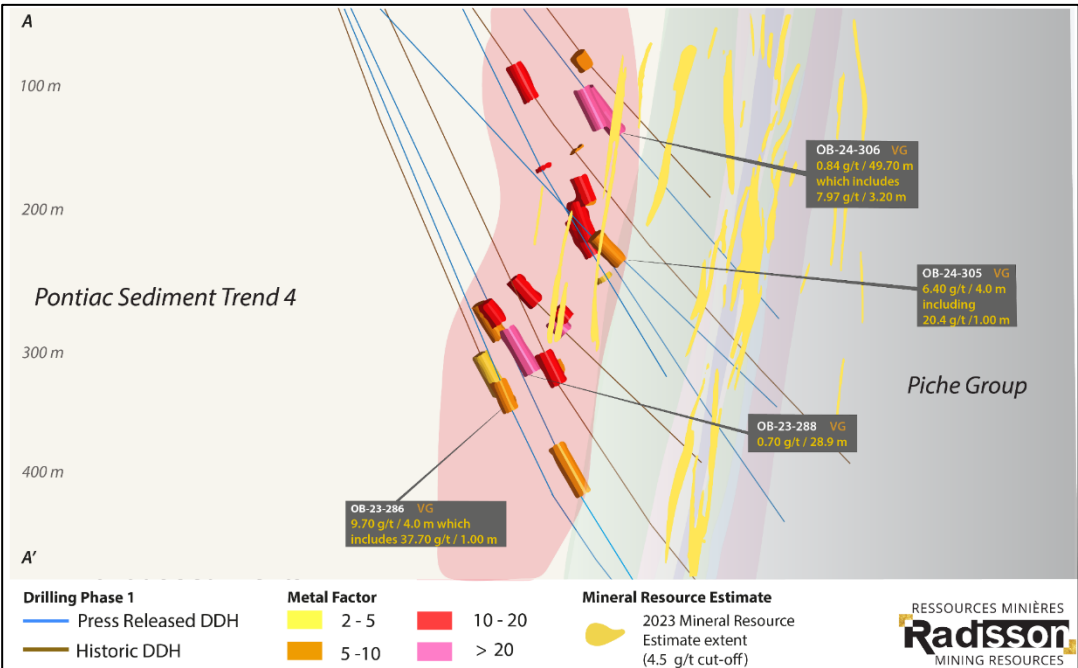 A
100 m
OB-24-306 VG
0.84 g/t / 49.70 m
which includes
7.97 g/t / 3.20 m
200 m
OB-24-305 VG
6.40 g/t / 4.0 m
including
20.4 g/t /1.00 m
Pontiac Sediment Trend 4
300 m
Piche Group
OB-23-288 VG
0.70 g/t / 28.9 m
400 m
OB-23-286 VG
9.70 g/t / 4.0 m which
includes 37.70 g/t / 1.00 m
A'
Drilling Phase 1
Press Released DDH
Historic DDH
Metal Factor
2 - 5
5 -10
10 - 20
> 20
Mineral Resource Estimate
2023 Mineral Resource
Estimate extent
(4.5 g/t cut-off)
RESSOURCES MINIÈRES
Radisson
MINING RESOURCES